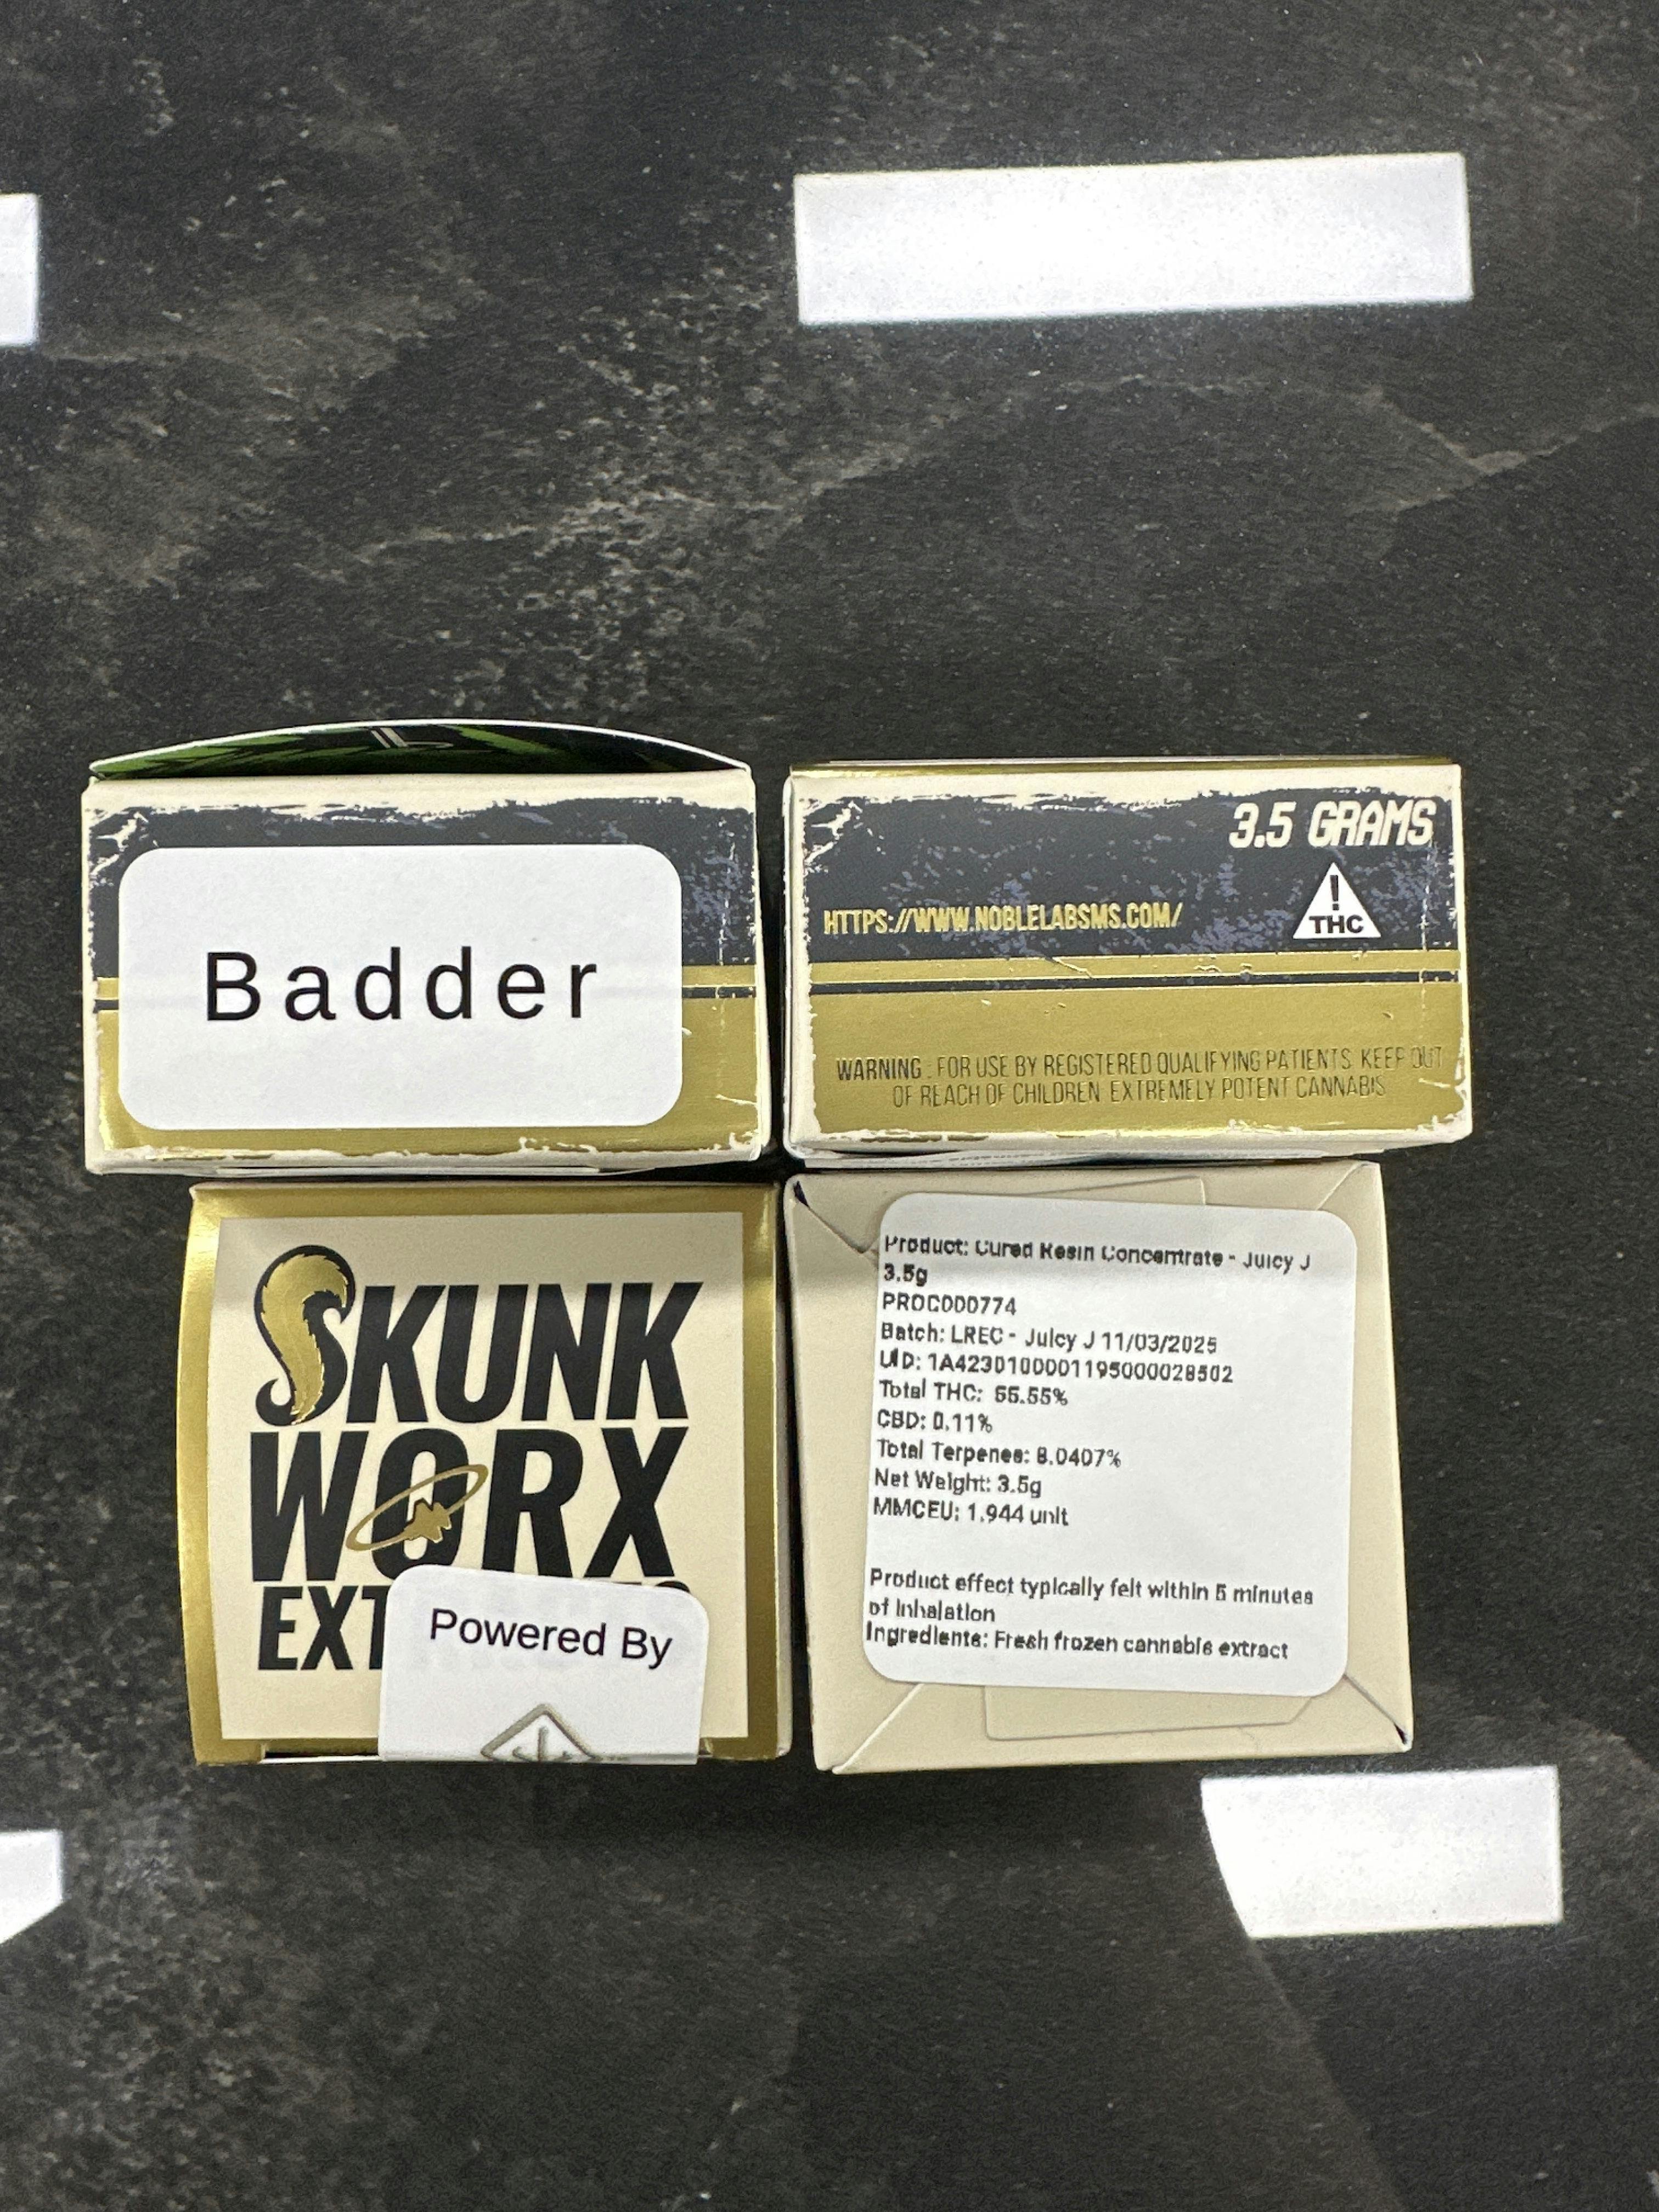 Badder
3.5 GRAMS
HTTPS://WWW.NOBLELABSMS.COM/
!
THC
WARNING : FOR USE BY REGISTERED QUALIFYING PATIENTS. KEEP OUT
OF REACH OF CHILDREN. EXTREMELY POTENT CANNABIS
SKUNK
WORX
EXT
Powered By
Product: Cured Resin Concentrate - Juicy J
3.5g
PROC000774
Batch: LREC - Juicy J 11/03/2025
UID: 1A4230100001195000028502
Total THC:
CBD: 0.11%
Total Terpenes: 8.0407%
Net Weight: 3.5g
MMCEU: 1.944 unit
Product effect typically felt within 5 minutes
of Inhalation
Ingredients: Fresh frozen cannabis extract